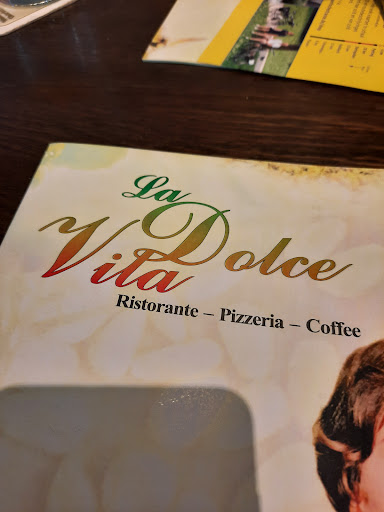 La
Dolce
Vita
Ristorante – Pizzeria – Coffee